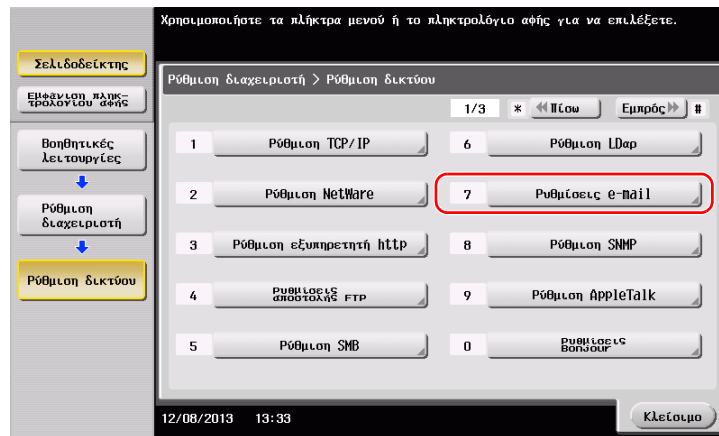 Χρησιμοποιήστε τα πλήκτρα μενού ή το πληκτρολόγιο αφής για να επιλέξετε.
Σελιδοδείκτης
Εμφάνιση πληκ-
τρολογίου αφής
Βοηθητικές
λειτουργίες
Ρύθμιση
διαχειριστή
Ρύθμιση δικτύου
Ρύθμιση διαχειριστή > Ρύθμιση δικτύου
1/3 * Πίσω Εμπρός #
1 Ρύθμιση TCP/IP
6 Ρύθμιση LDap
2 Ρύθμιση NetWare
7 Ρυθμίσεις e-mail
3 Ρύθμιση εξυπηρετητή http
8 Ρύθμιση SNMP
4 Ρυθμίσεις
αποστολής FTP
9 Ρύθμιση AppleTalk
5 Ρύθμιση SMB
0 Ρυθμίσεις
Bonjour
12/08/2013 13:33
Κλείσιμο